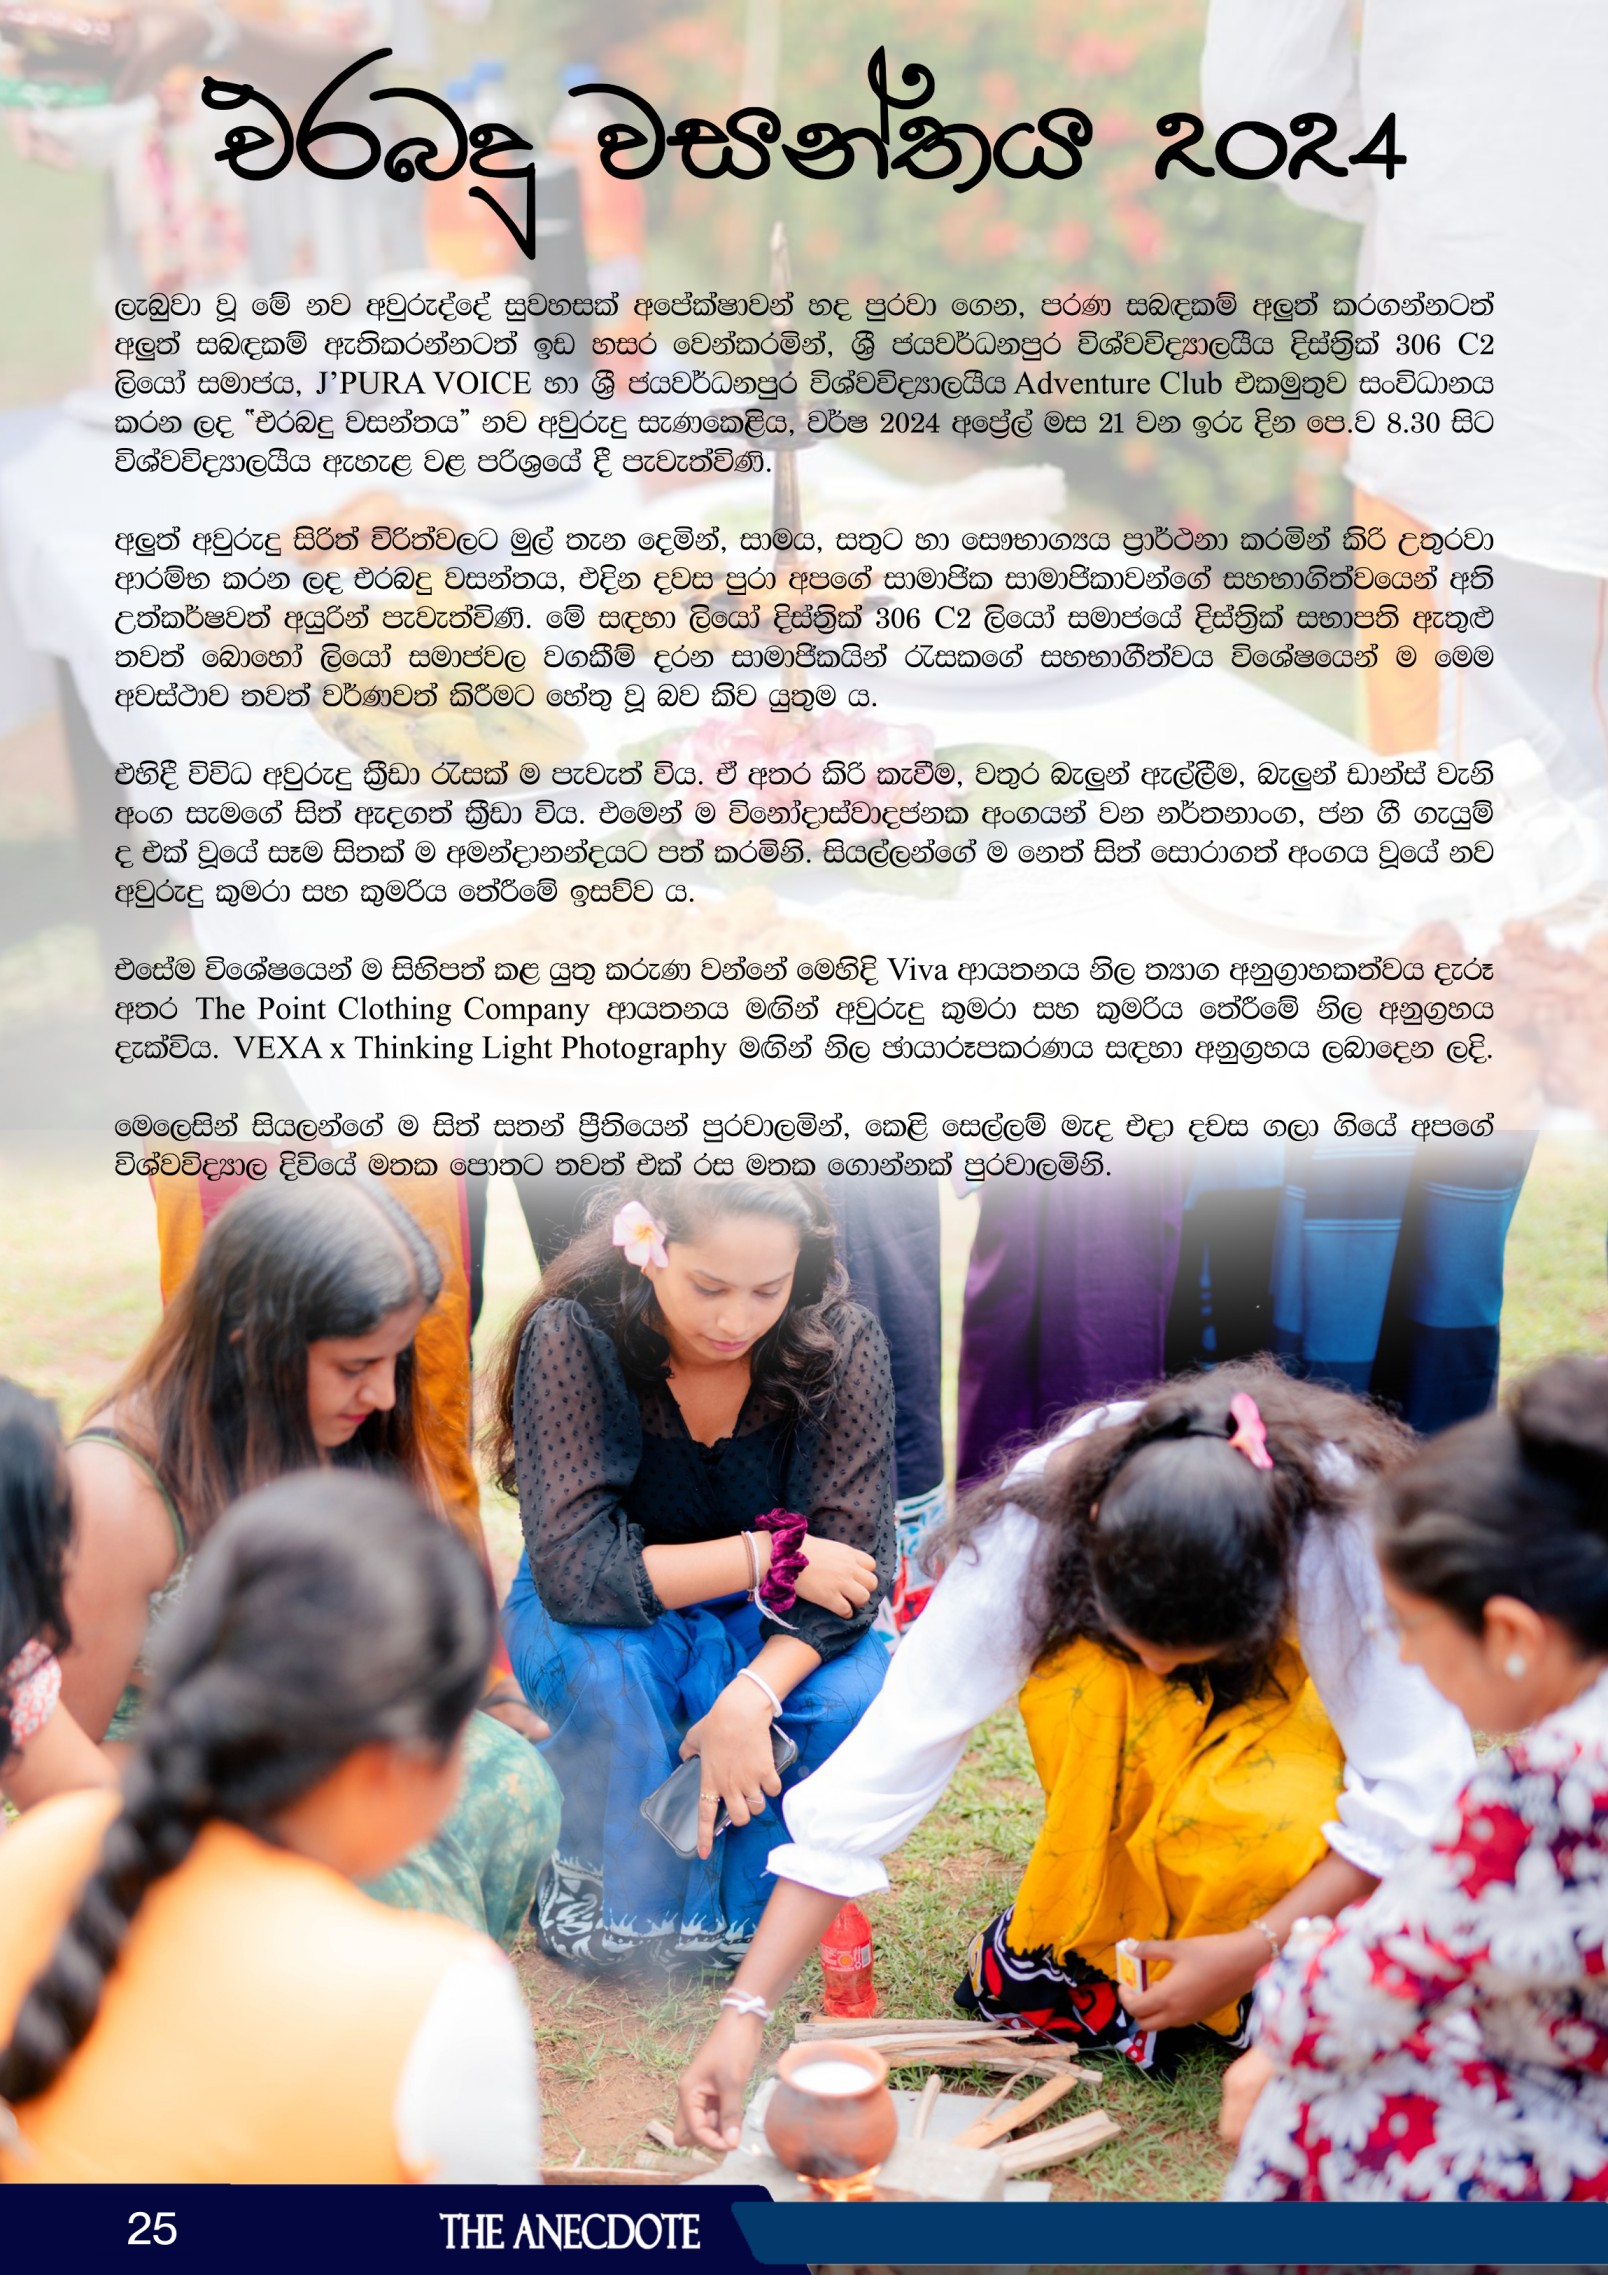 එරබදු වසන්තය 2024
ලැබුවා වූ මේ නව අවුරුද්දේ සුවහසක් අපේක්ෂාවන් හද පුරවා ගෙන, පරණ සබඳකම් අලුත් කරගන්නටත්
අලුත් සබඳකම් ඇතිකරන්නටත් ඉඩ හසර වෙන්කරමින්, ශ්‍රී ජයවර්ධනපුර විශ්වවිද්‍යාලයීය දිස්ත්‍රික් 306 C2
ලියෝ සමාජය, J’PURA VOICE හා ශ්‍රී ජයවර්ධනපුර විශ්වවිද්‍යාලයීය Adventure Club එකමුතුව සංවිධානය
කරන ලද “එරබදු වසන්තය” නව අවුරුදු සැණකෙළිය, වර්ෂ 2024 අප්‍රේල් මස 21 වන ඉරු දින පෙ.ව 8.30 සිට
විශ්වවිද්‍යාලයීය ඇහැළ වළ පරිශ්‍රයේ දී පැවැත්විණි.
අලුත් අවුරුදු සිරිත් විරිත්වලට මුල් තැන දෙමින්, සාමය, සතුට හා සෞභාග්‍යය ප්‍රාර්ථනා කරමින් කිරි උතුරවා
ආරම්භ කරන ලද එරබදු වසන්තය, එදින දවස පුරා අපගේ සාමාජික සාමාජිකාවන්ගේ සහභාගිත්වයෙන් අති
උත්කර්ෂවත් අයුරින් පැවැත්විණි. මේ සඳහා ලියෝ දිස්ත්‍රික් 306 C2 ලියෝ සමාජයේ දිස්ත්‍රික් සභාපති ඇතුළු
තවත් බොහෝ ලියෝ සමාජවල වගකීම් දරන සාමාජිකයින් රැසකගේ සහභාගීත්වය විශේෂයෙන් ම මෙම
අවස්ථාව තවත් වර්ණවත් කිරීමට හේතු වූ බව කිව යුතුම ය.
එහිදී විවිධ අවුරුදු ක්‍රීඩා රැසක් ම පැවැත් විය. ඒ අතර කිරි කැවීම, වතුර බැලුන් ඇල්ලීම, බැලුන් ඩාන්ස් වැනි
අංග සැමගේ සිත් ඇදගත් ක්‍රීඩා විය. එමෙන් ම විනෝදාස්වාදජනක අංගයන් වන නර්තනාංග, ජන ගී ගැයුම්
ද එක් වූයේ සෑම සිතක් ම අමන්දානන්දයට පත් කරමිනි. සියල්ලන්ගේ ම නෙත් සිත් සොරාගත් අංගය වූයේ නව
අවුරුදු කුමරා සහ කුමරිය තේරීමේ ඉසව්ව ය.
එසේම විශේෂයෙන් ම සිහිපත් කළ යුතු කරුණ වන්නේ මෙහිදි Viva ආයතනය නිල ත්‍යාග අනුග්‍රාහකත්වය දැරූ
අතර The Point Clothing Company ආයතනය මඟින් අවුරුදු කුමරා සහ කුමරිය තේරීමේ නිල අනුග්‍රහය
දැක්විය. VEXA x Thinking Light Photography මඟින් නිල ඡායාරූපකරණය සඳහා අනුග්‍රහය ලබාදෙන ලදි.
මෙලෙසින් සියලන්ගේ ම සිත් සතන් ප්‍රීතියෙන් පුරවාලමින්, කෙළි සෙල්ලම් මැද එදා දවස ගලා ගියේ අපගේ
විශ්වවිද්‍යාල දිවියේ මතක පොතට තවත් එක් රස මතක ගොන්නක් පුරවාලමිනි.
25
THE ANECDOTE